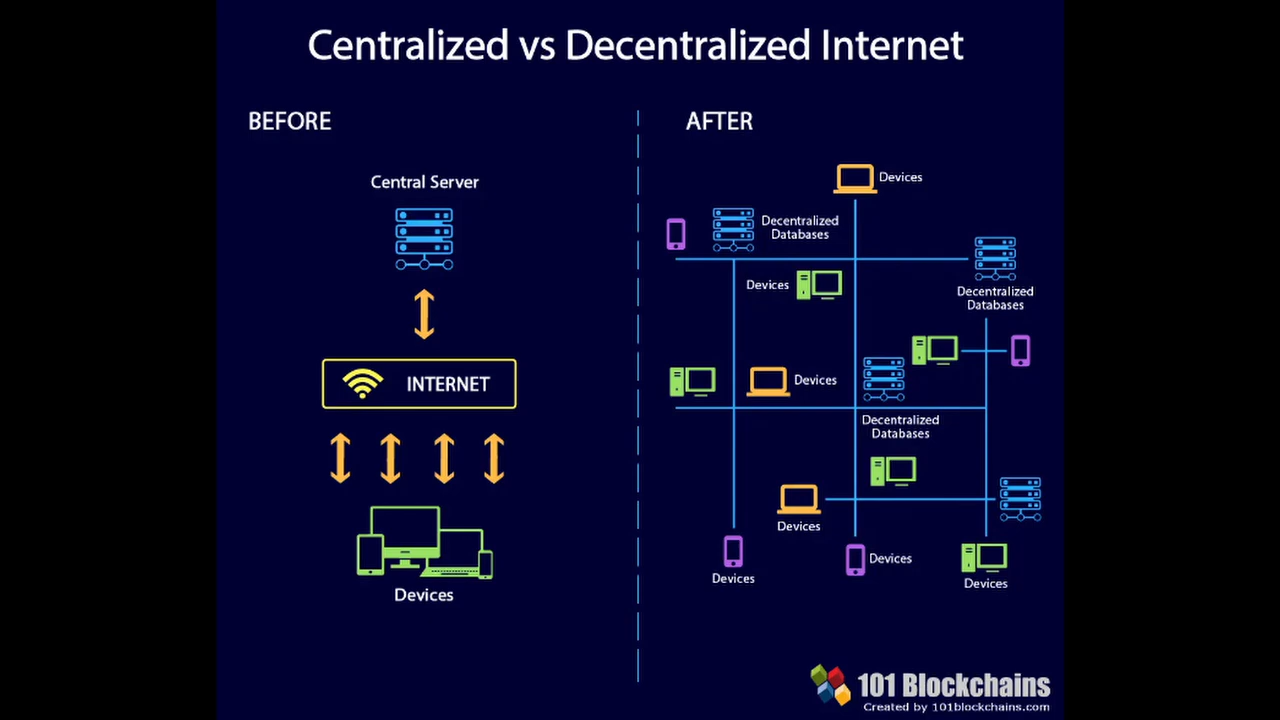 Centralized vs Decentralized Internet
BEFORE
Central Server
INTERNET
Devices
AFTER
Devices
Decentralized
Databases
Devices
Decentralized
Databases
Devices
Decentralized
Databases
Devices
Devices
Devices
Devices
101 Blockchains
Created by 101blockchains.com